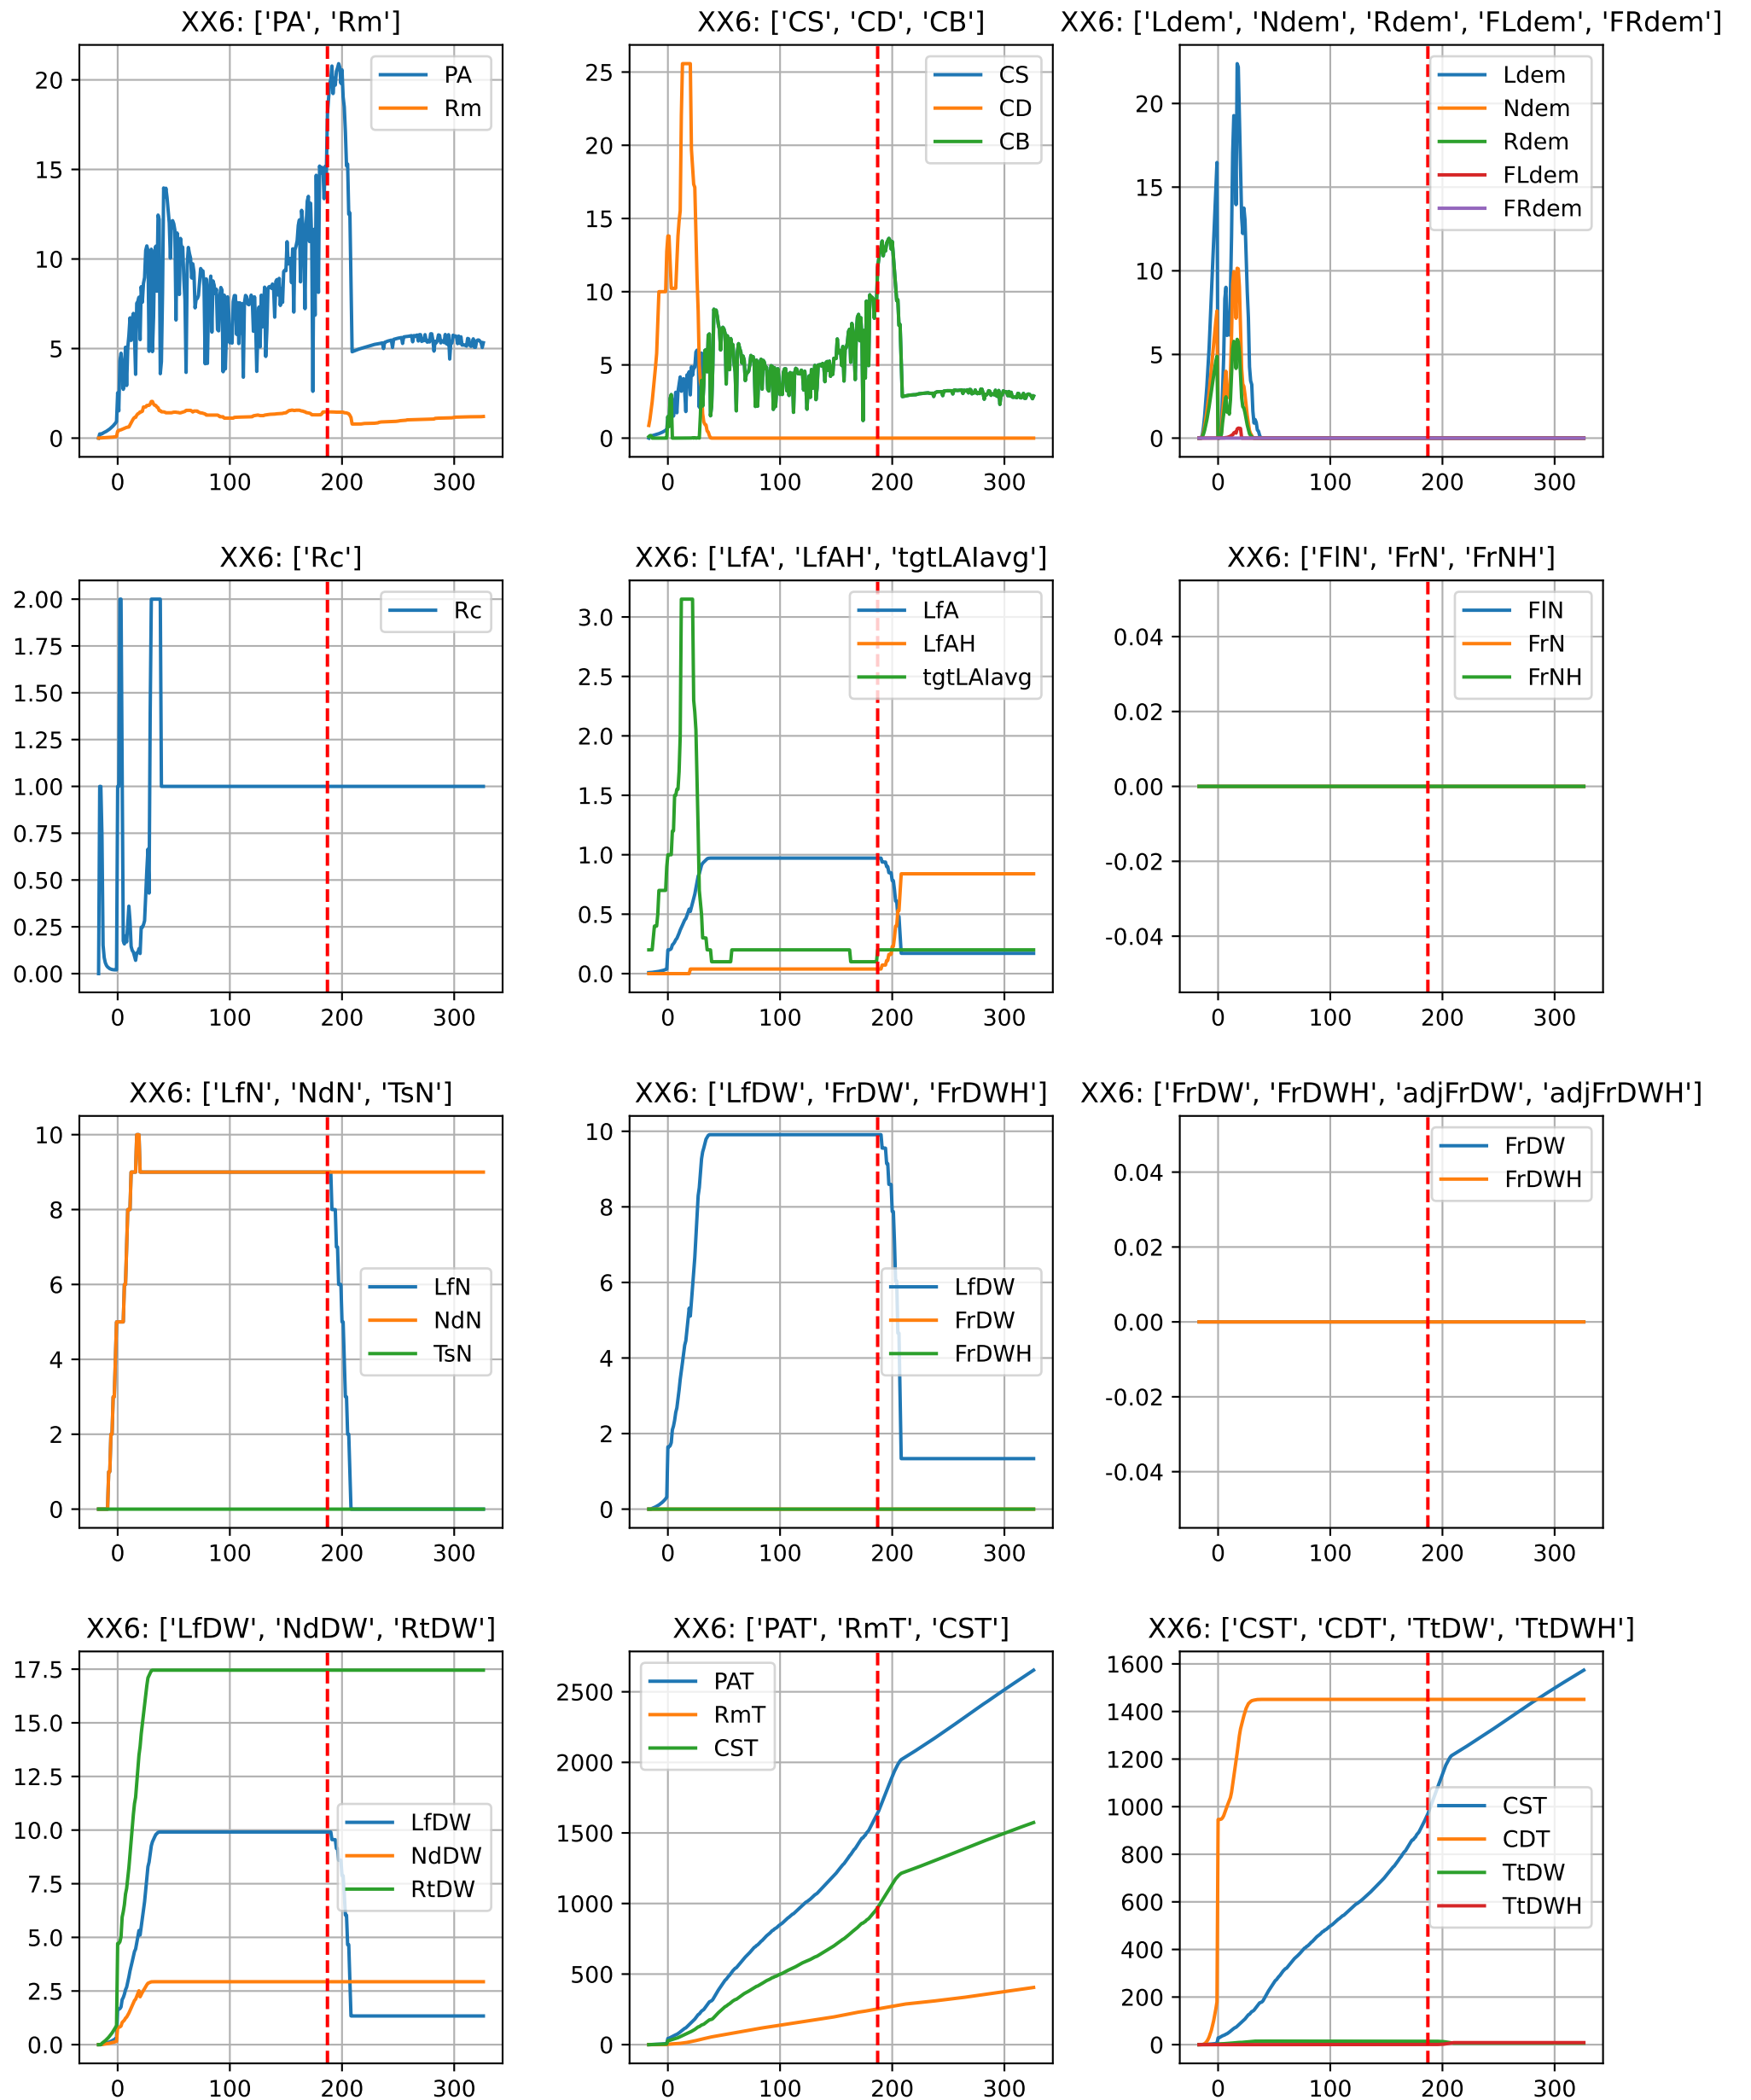 XX6: ['PA', 'Rm']
20
15
10
5
0
0 100 200 300
PA
Rm
XX6: ['CS', 'CD', 'CB']
25
20
15
10
5
0
0 100 200 300
CS
CD
CB
XX6: ['Ldem', 'Ndem', 'Rdem', 'FLdem', 'FRdem']
20
15
10
5
0
0 100 200 300
Ldem
Ndem
Rdem
FLdem
FRdem
XX6: ['Rc']
2.00
1.75
1.50
1.25
1.00
0.75
0.50
0.25
0.00
0 100 200 300
Rc
XX6: ['LfA', 'LfAH', 'tgtLAIavg']
3.0
2.5
2.0
1.5
1.0
0.5
0.0
0 100 200 300
LfA
LfAH
tgtLAIavg
XX6: ['FlN', 'FrN', 'FrNH']
0.04
0.02
0.00
-0.02
-0.04
0 100 200 300
FlN
FrN
FrNH
XX6: ['LfN', 'NdN', 'TsN']
10
8
6
4
2
0
0 100 200 300
LfN
NdN
TsN
XX6: ['LfDW', 'FrDW', 'FrDWH']
10
8
6
4
2
0
0 100 200 300
LfDW
FrDW
FrDWH
XX6: ['FrDW', 'FrDWH', 'adjFrDW', 'adjFrDWH']
0.04
0.02
0.00
-0.02
-0.04
0 100 200 300
FrDW
FrDWH
XX6: ['LfDW', 'NdDW', 'RtDW']
17.5
15.0
12.5
10.0
7.5
5.0
2.5
0.0
0 100 200 300
LfDW
NdDW
RtDW
XX6: ['PAT', 'RmT', 'CST']
2500
2000
1500
1000
500
0
0 100 200 300
PAT
RmT
CST
XX6: ['CST', 'CDT', 'TtDW', 'TtDWH']
1600
1400
1200
1000
800
600
400
200
0
0 100 200 300
CST
CDT
TtDW
TtDWH